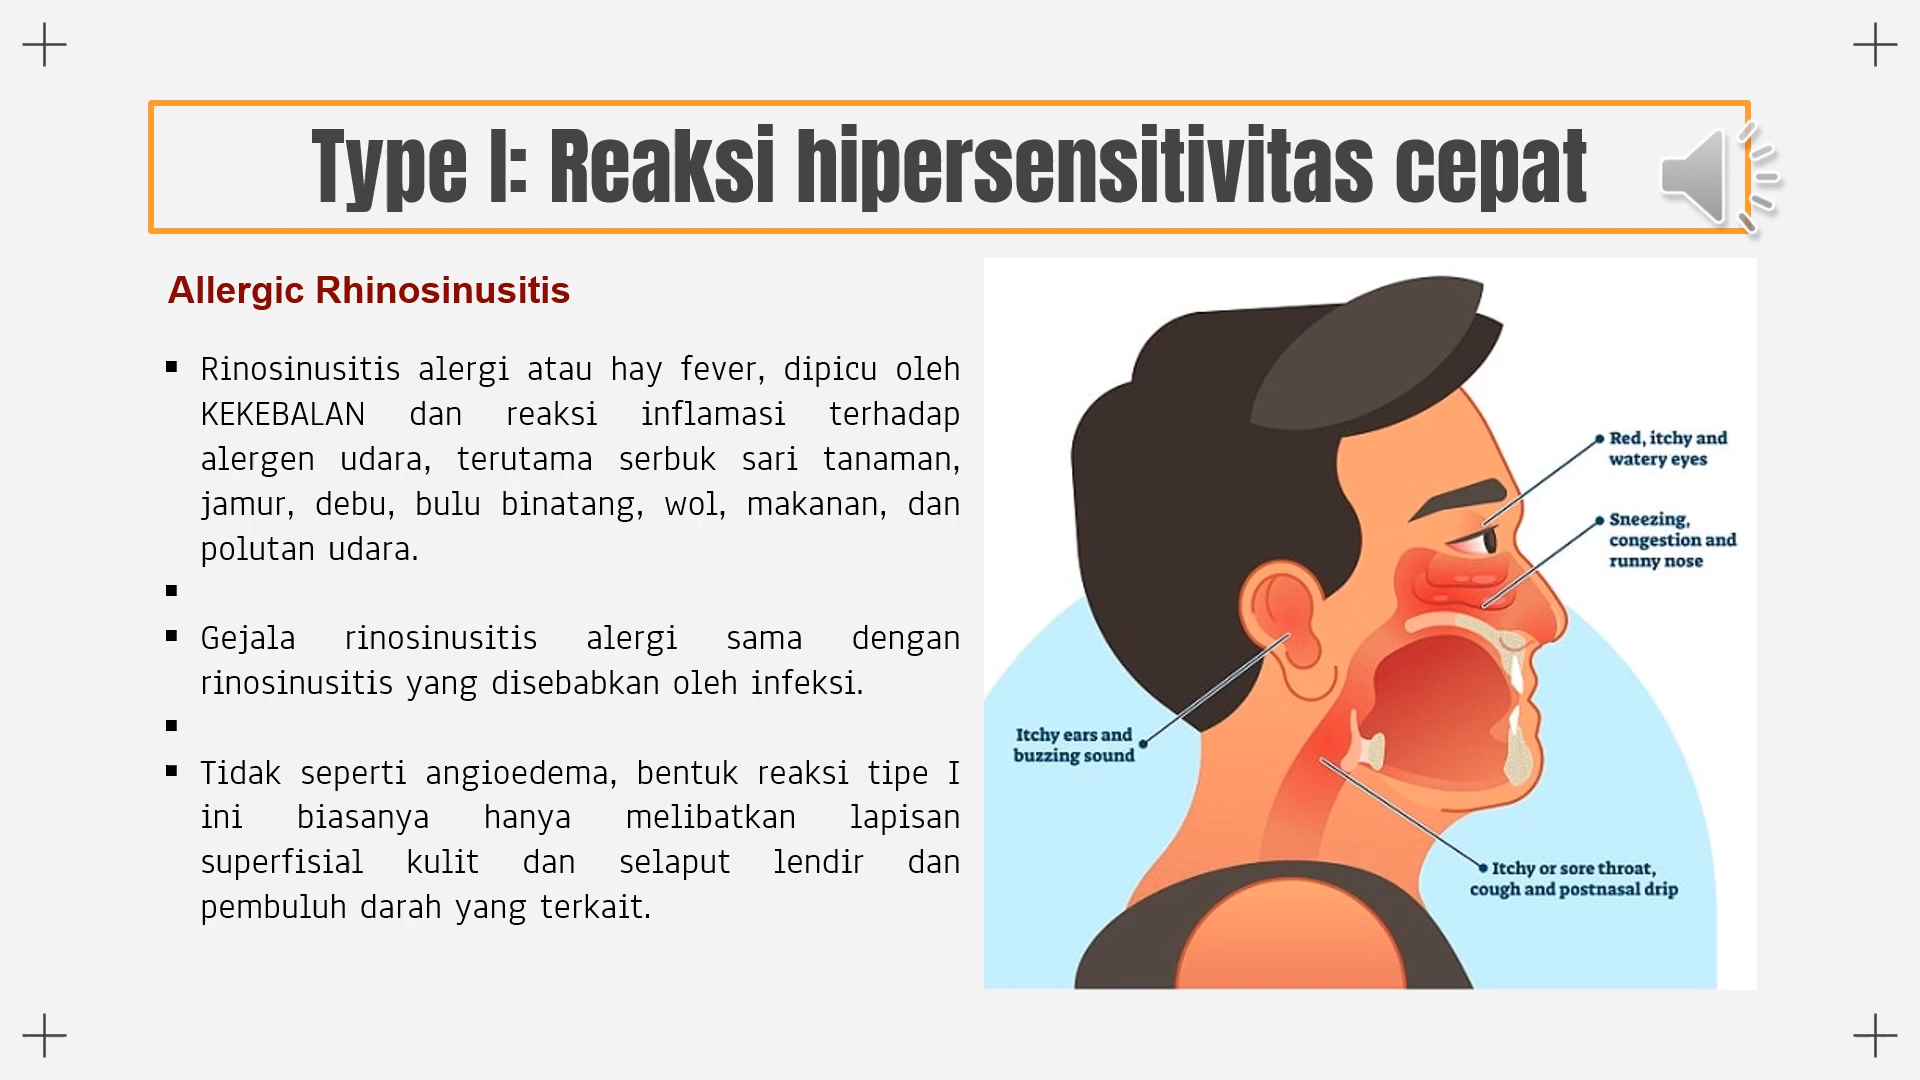 Type I: Reaksi hipersensitivitas cepat
Allergic Rhinosinusitis
▪ Rinosinusitis alergi atau hay fever, dipicu oleh
KEKEBALAN dan reaksi inflamasi terhadap
alergen udara, terutama serbuk sari tanaman,
jamur, debu, bulu binatang, wol, makanan, dan
polutan udara.
▪
▪ Gejala rinosinusitis alergi sama dengan
rinosinusitis yang disebabkan oleh infeksi.
▪
▪ Tidak seperti angioedema, bentuk reaksi tipe I
ini biasanya hanya melibatkan lapisan
superfisial kulit dan selaput lendir dan
pembuluh darah yang terkait.
Red, itchy and
watery eyes
Sneezing,
congestion and
runny nose
Itchy ears and
buzzing sound
Itchy or sore throat,
cough and postnasal drip